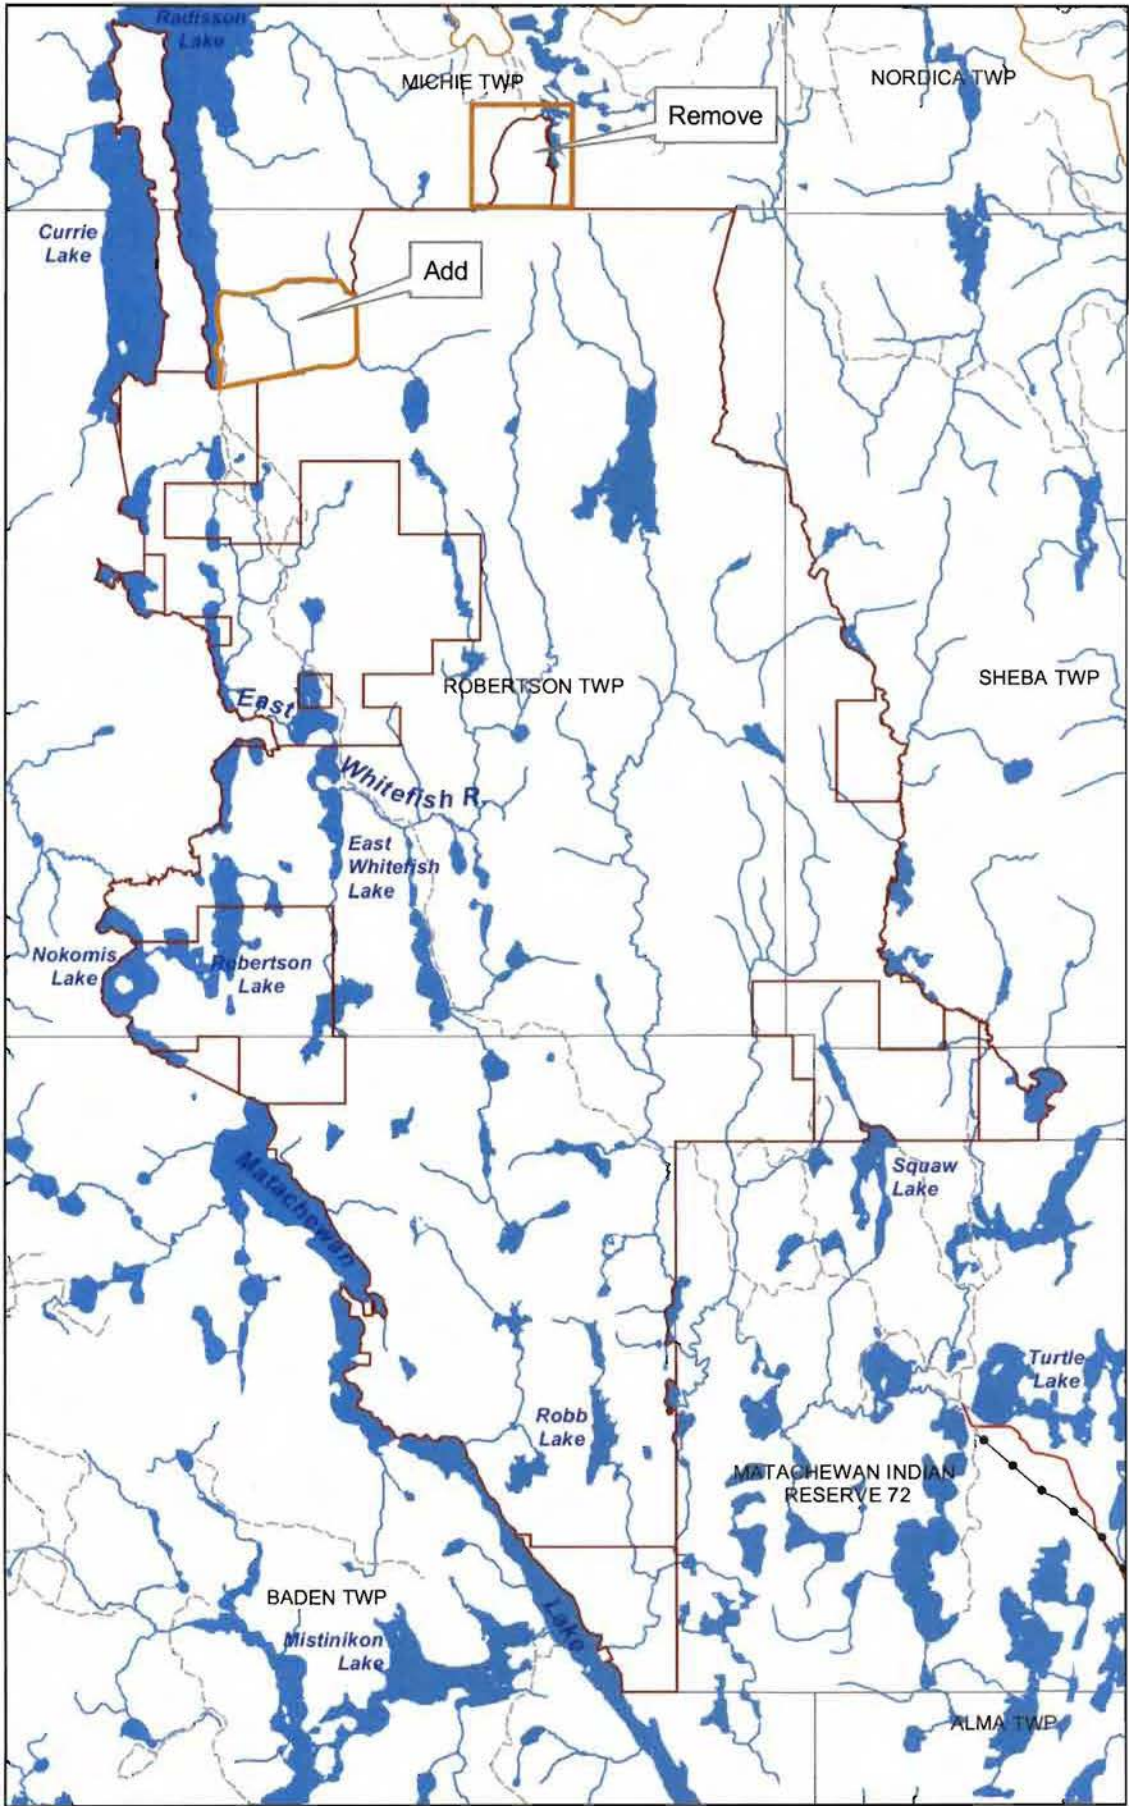 Radisson
Lake
MICHIE TWP
NORDICA TWP
Remove
Currie
Lake
Add
ROBERTSON TWP
SHEBA TWP
East
Whitefish R.
East
Whitefish
Lake
Nokomis
Lake
Robertson
Lake
Matachewan
Squaw
Lake
Turtle
Lake
Robb
Lake
MATACHEWAN INDIAN
RESERVE 72
BADEN TWP
Lake
Mistinikon
Lake
ALMA TWP